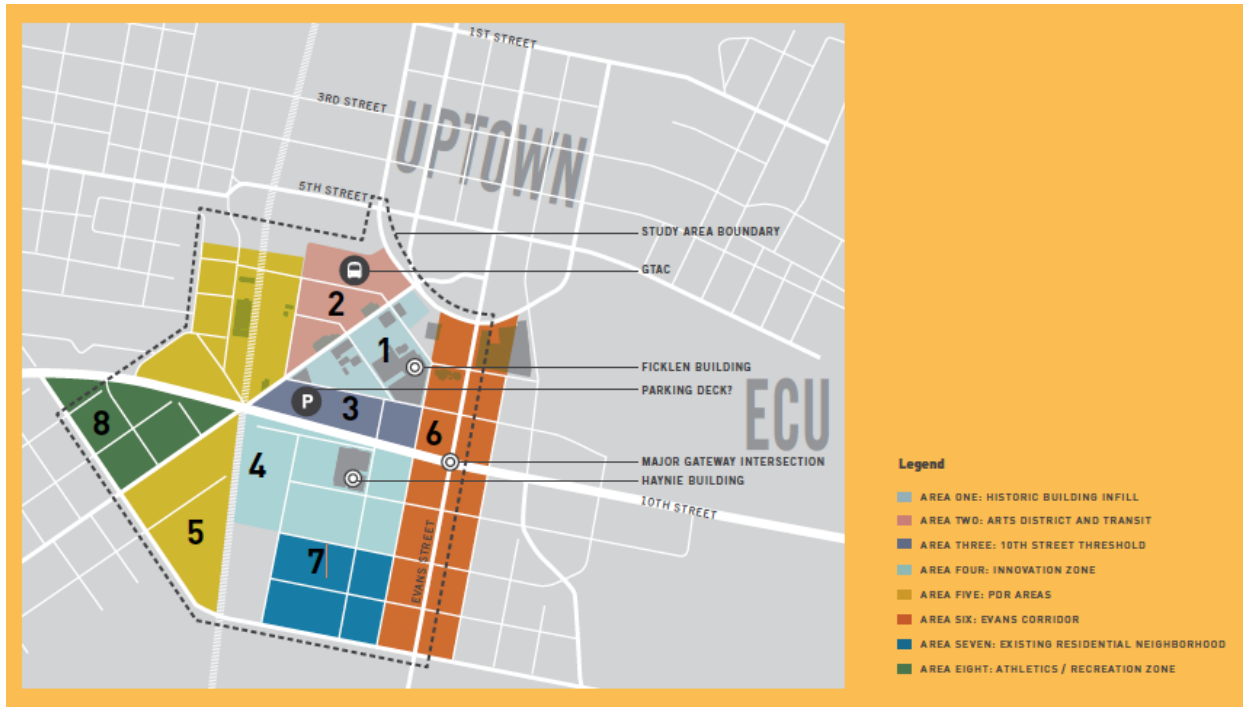 1ST STREET
3RD STREET
UPTOWN
5TH STREET
STUDY AREA BOUNDARY
GTAC
2
1
FICKLEN BUILDING
PARKING DECK?
P
3
ECU
8
6
4
MAJOR GATEWAY INTERSECTION
HAYNIE BUILDING
10TH STREET
5
7
EVANS STREET
Legend
AREA ONE: HISTORIC BUILDING INFILL
AREA TWO: ARTS DISTRICT AND TRANSIT
AREA THREE: 10TH STREET THRESHOLD
AREA FOUR: INNOVATION ZONE
AREA FIVE: PDR AREAS
AREA SIX: EVANS CORRIDOR
AREA SEVEN: EXISTING RESIDENTIAL NEIGHBORHOOD
AREA EIGHT: ATHLETICS / RECREATION ZONE